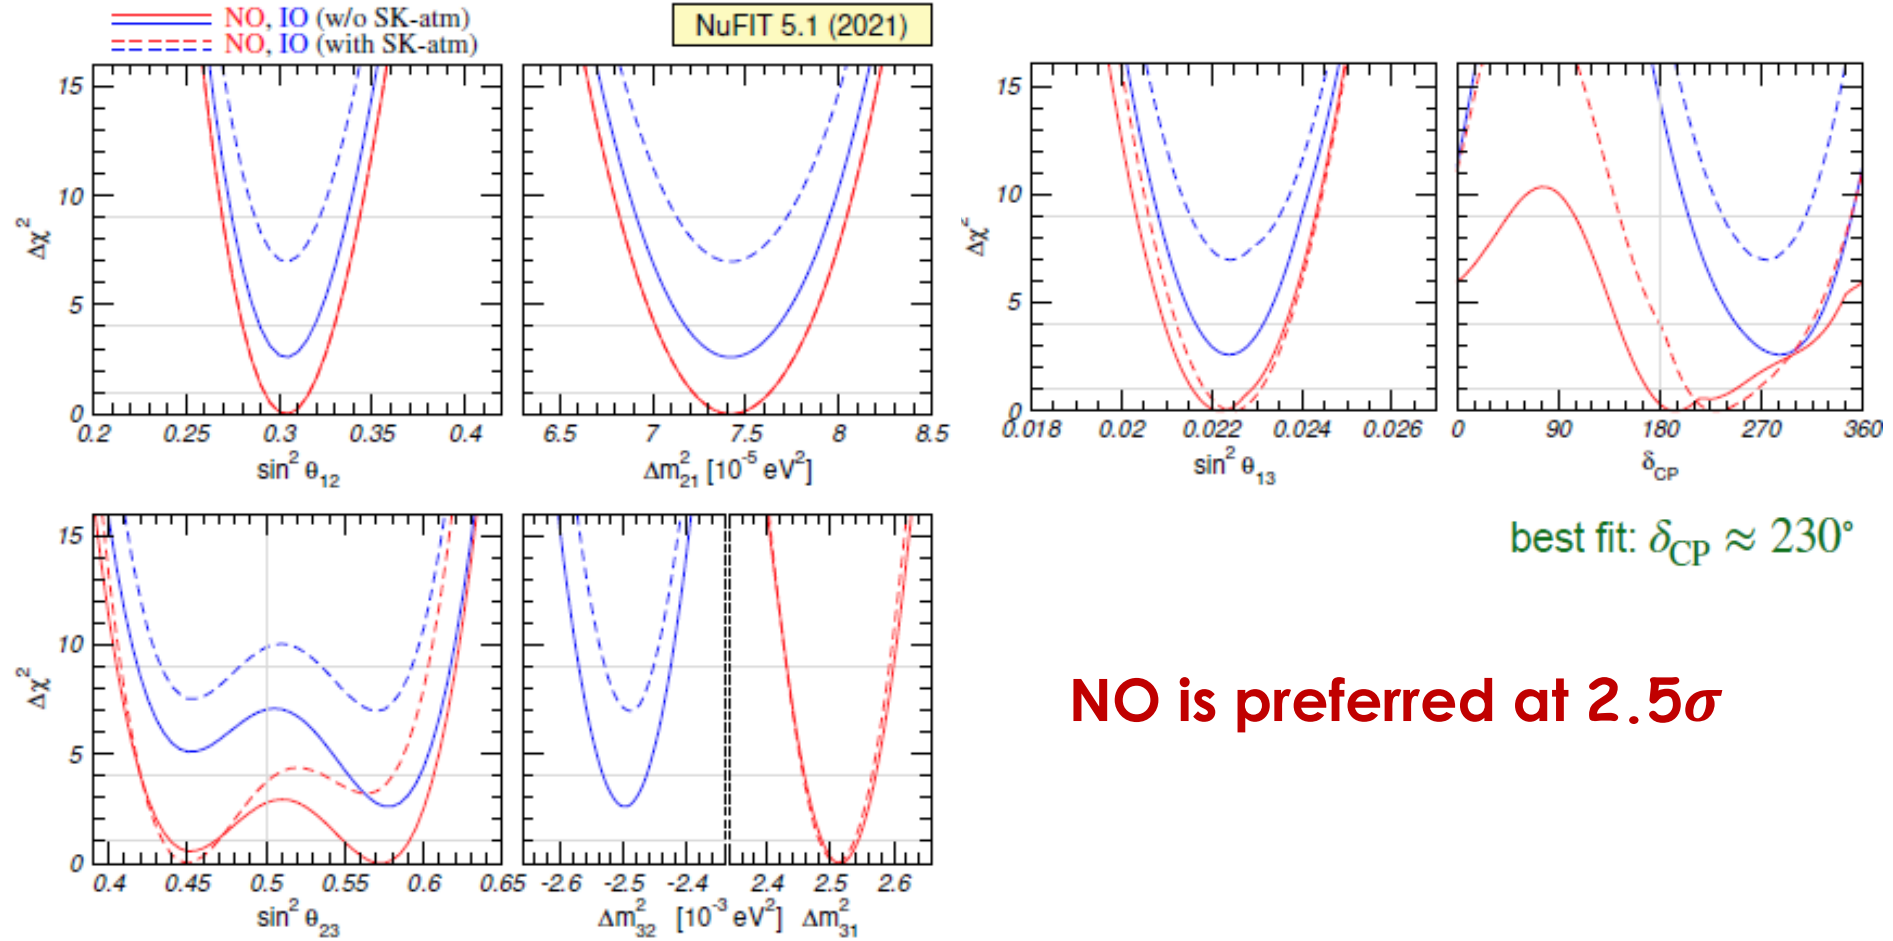 NO, IO (w/o SK-atm)
NO, IO (with SK-atm)
NuFIT 5.1 (2021)
15
10
5
0
Δχ²
0.2 0.25 0.3 0.35 0.4
sin² θ₁₂
6.5 7 7.5 8 8.5
Δm²₂₁ [10⁻⁵ eV²]
15
10
5
0
Δχ²
0.018 0.02 0.022 0.024 0.026
sin² θ₁₃
0 90 180 270 360
δ_CP
best fit: δ_CP ≈ 230°
NO is preferred at 2.5σ
15
10
5
0
Δχ²
0.4 0.45 0.5 0.55 0.6 0.65
sin² θ₂₃
-2.6 -2.5 -2.4 2.4 2.5 2.6
Δm²₃₂ [10⁻³ eV²] Δm²₃₁